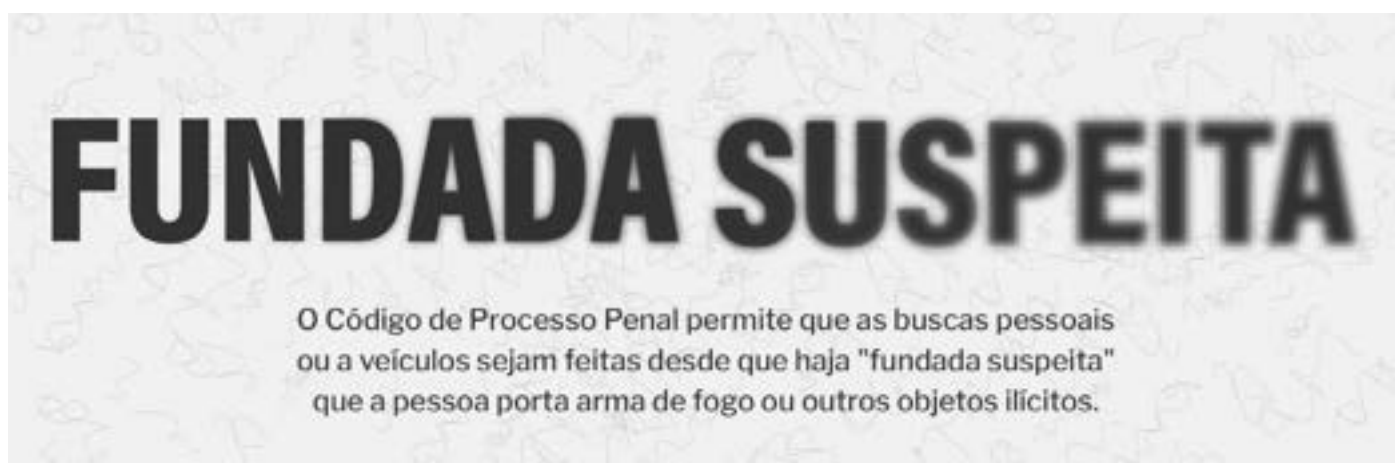 FUNDADA SUSPEITA
O Código de Processo Penal permite que as buscas pessoais
ou a veículos sejam feitas desde que haja "fundada suspeita"
que a pessoa porta arma de fogo ou outros objetos ilícitos.